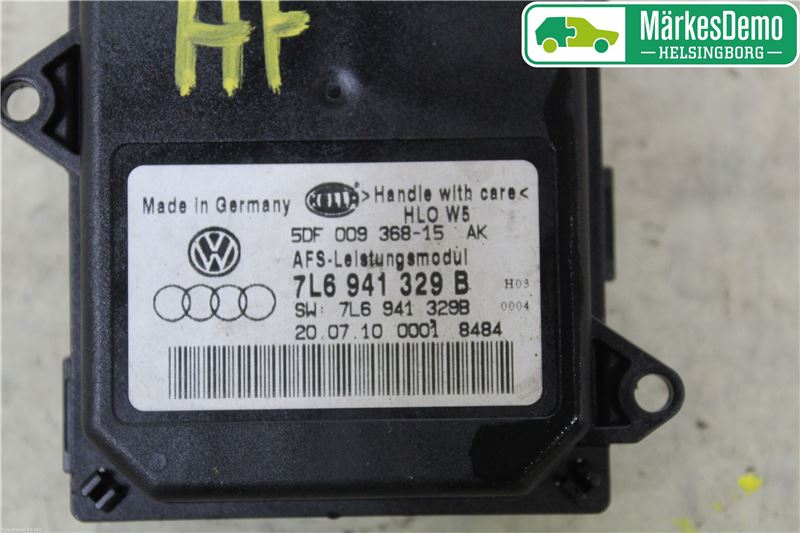 AF
MärkesDemo
HELSINGBORG
Made in Germany
>Handle with care<
HLO W5
5DF 009 368-15 AK
AFS-Leistungsmodul
7L6 941 329 B H03
SW: 7L6 941 329B 0004
20.07.10 0001 8484